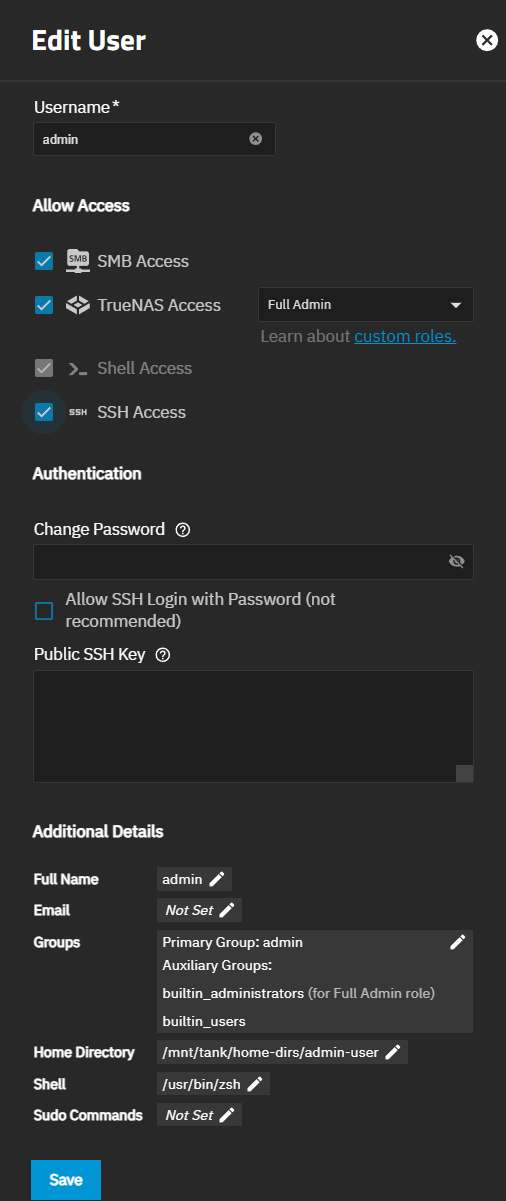 Edit User
Username*
admin
Allow Access
SMB
SMB Access
TrueNAS Access
Full Admin
Learn about custom roles.
Shell Access
SSH
SSH Access
Authentication
Change Password
Allow SSH Login with Password (not
recommended)
Public SSH Key
Additional Details
Full Name admin
Email Not Set
Groups Primary Group: admin
Auxiliary Groups:
builtin_administrators (for Full Admin role)
builtin_users
Home Directory /mnt/tank/home-dirs/admin-user
Shell /usr/bin/zsh
Sudo Commands Not Set
Save